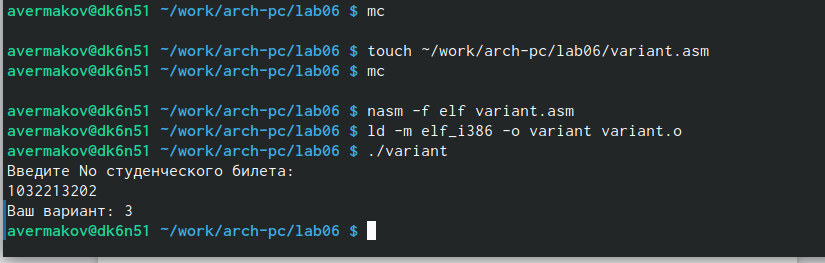 avermakov@dk6n51 ~/work/arch-pc/lab06 $ mc
avermakov@dk6n51 ~/work/arch-pc/lab06 $ touch ~/work/arch-pc/lab06/variant.asm
avermakov@dk6n51 ~/work/arch-pc/lab06 $ mc
avermakov@dk6n51 ~/work/arch-pc/lab06 $ nasm -f elf variant.asm
avermakov@dk6n51 ~/work/arch-pc/lab06 $ ld -m elf_i386 -o variant variant.o
avermakov@dk6n51 ~/work/arch-pc/lab06 $ ./variant
Введите No студенческого билета:
1032213202
Ваш вариант: 3
avermakov@dk6n51 ~/work/arch-pc/lab06 $